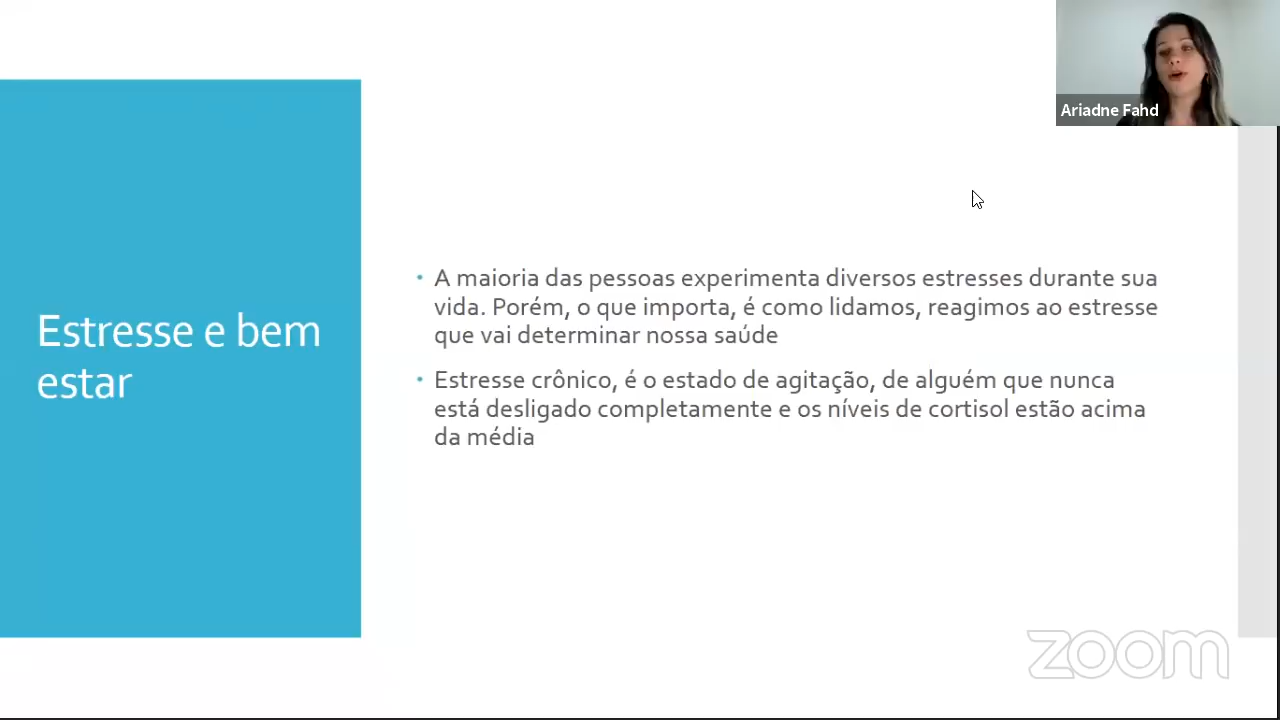 Ariadne Fahd
Estresse e bem
estar
• A maioria das pessoas experimenta diversos estresses durante sua
vida. Porém, o que importa, é como lidamos, reagimos ao estresse
que vai determinar nossa saúde
• Estresse crônico, é o estado de agitação, de alguém que nunca
está desligado completamente e os níveis de cortisol estão acima
da média
zoom